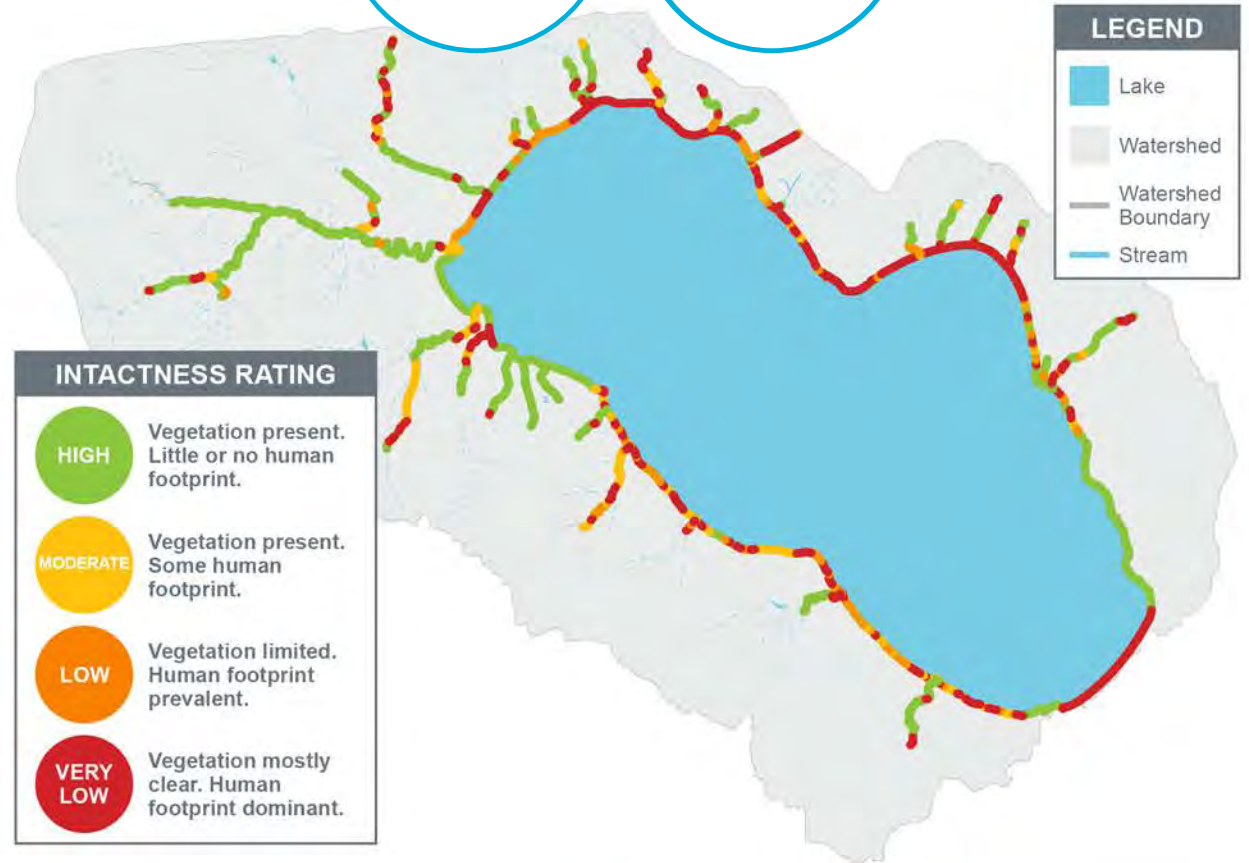 LEGEND
Lake
Watershed
Watershed
Boundary
Stream
INTACTNESS RATING
HIGH
Vegetation present.
Little or no human
footprint.
MODERATE
Vegetation present.
Some human
footprint.
LOW
Vegetation limited.
Human footprint
prevalent.
VERY
LOW
Vegetation mostly
clear. Human
footprint dominant.